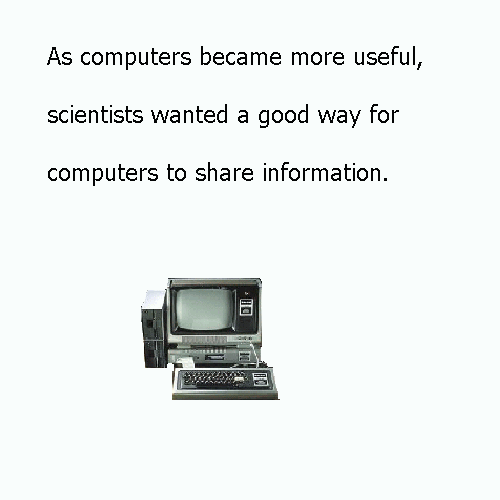 As computers became more useful,
scientists wanted a good way for
computers to share information.